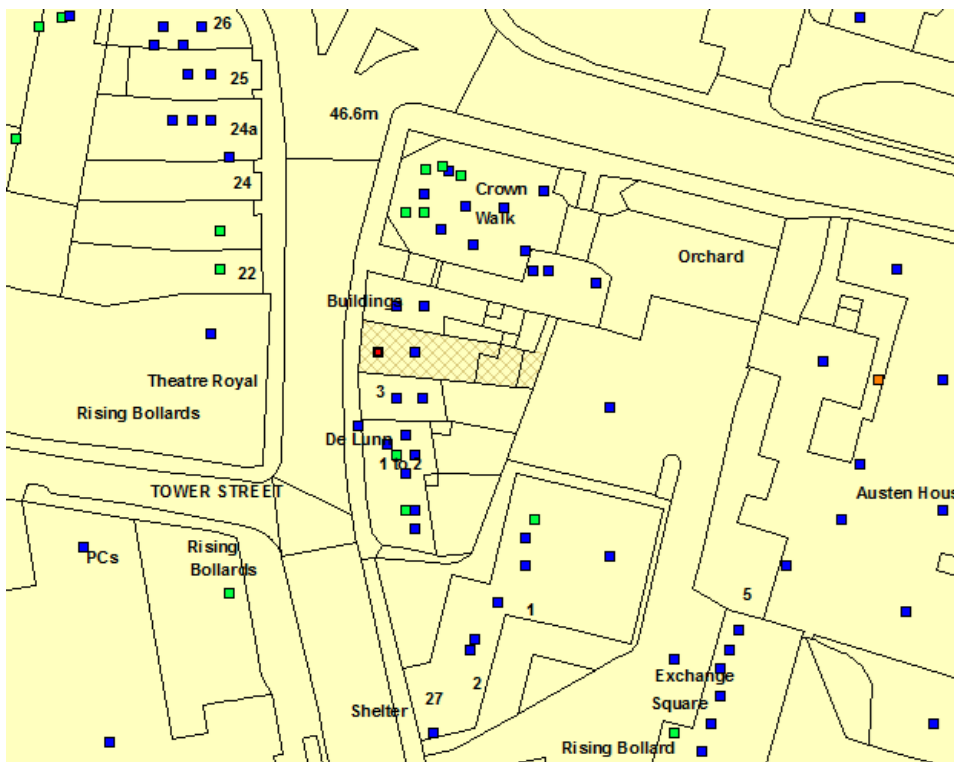 26
25
46.6m
24a
24
Crown
Walk
Orchard
22
Buildings
Theatre Royal
3
Rising Bollards
De Lunn
1 to 2
TOWER STREET
Austen Hous
PCs
Rising
Bollards
5
1
Exchange
2
27
Square
Shelter
Rising Bollard